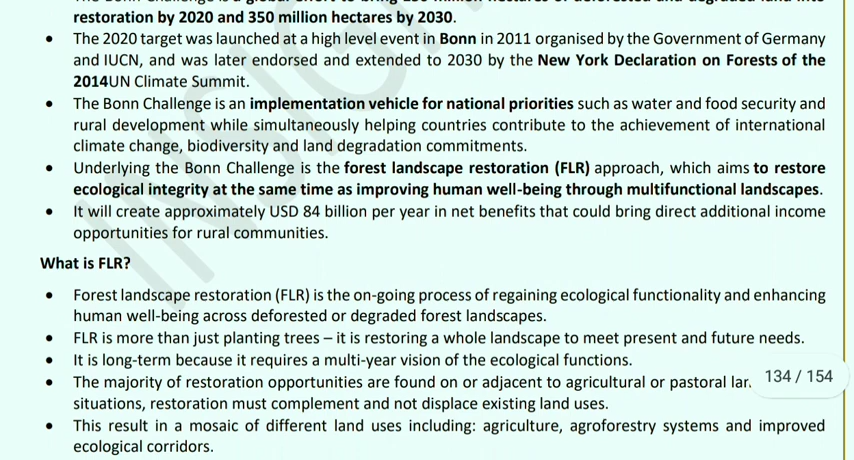 restoration by 2020 and 350 million hectares by 2030.
• The 2020 target was launched at a high level event in Bonn in 2011 organised by the Government of Germany
and IUCN, and was later endorsed and extended to 2030 by the New York Declaration on Forests of the
2014UN Climate Summit.
• The Bonn Challenge is an implementation vehicle for national priorities such as water and food security and
rural development while simultaneously helping countries contribute to the achievement of international
climate change, biodiversity and land degradation commitments.
• Underlying the Bonn Challenge is the forest landscape restoration (FLR) approach, which aims to restore
ecological integrity at the same time as improving human well-being through multifunctional landscapes.
• It will create approximately USD 84 billion per year in net benefits that could bring direct additional income
opportunities for rural communities.
What is FLR?
• Forest landscape restoration (FLR) is the on-going process of regaining ecological functionality and enhancing
human well-being across deforested or degraded forest landscapes.
• FLR is more than just planting trees – it is restoring a whole landscape to meet present and future needs.
• It is long-term because it requires a multi-year vision of the ecological functions.
• The majority of restoration opportunities are found on or adjacent to agricultural or pastoral
134 / 154
situations, restoration must complement and not displace existing land uses.
• This result in a mosaic of different land uses including: agriculture, agroforestry systems and improved
ecological corridors.